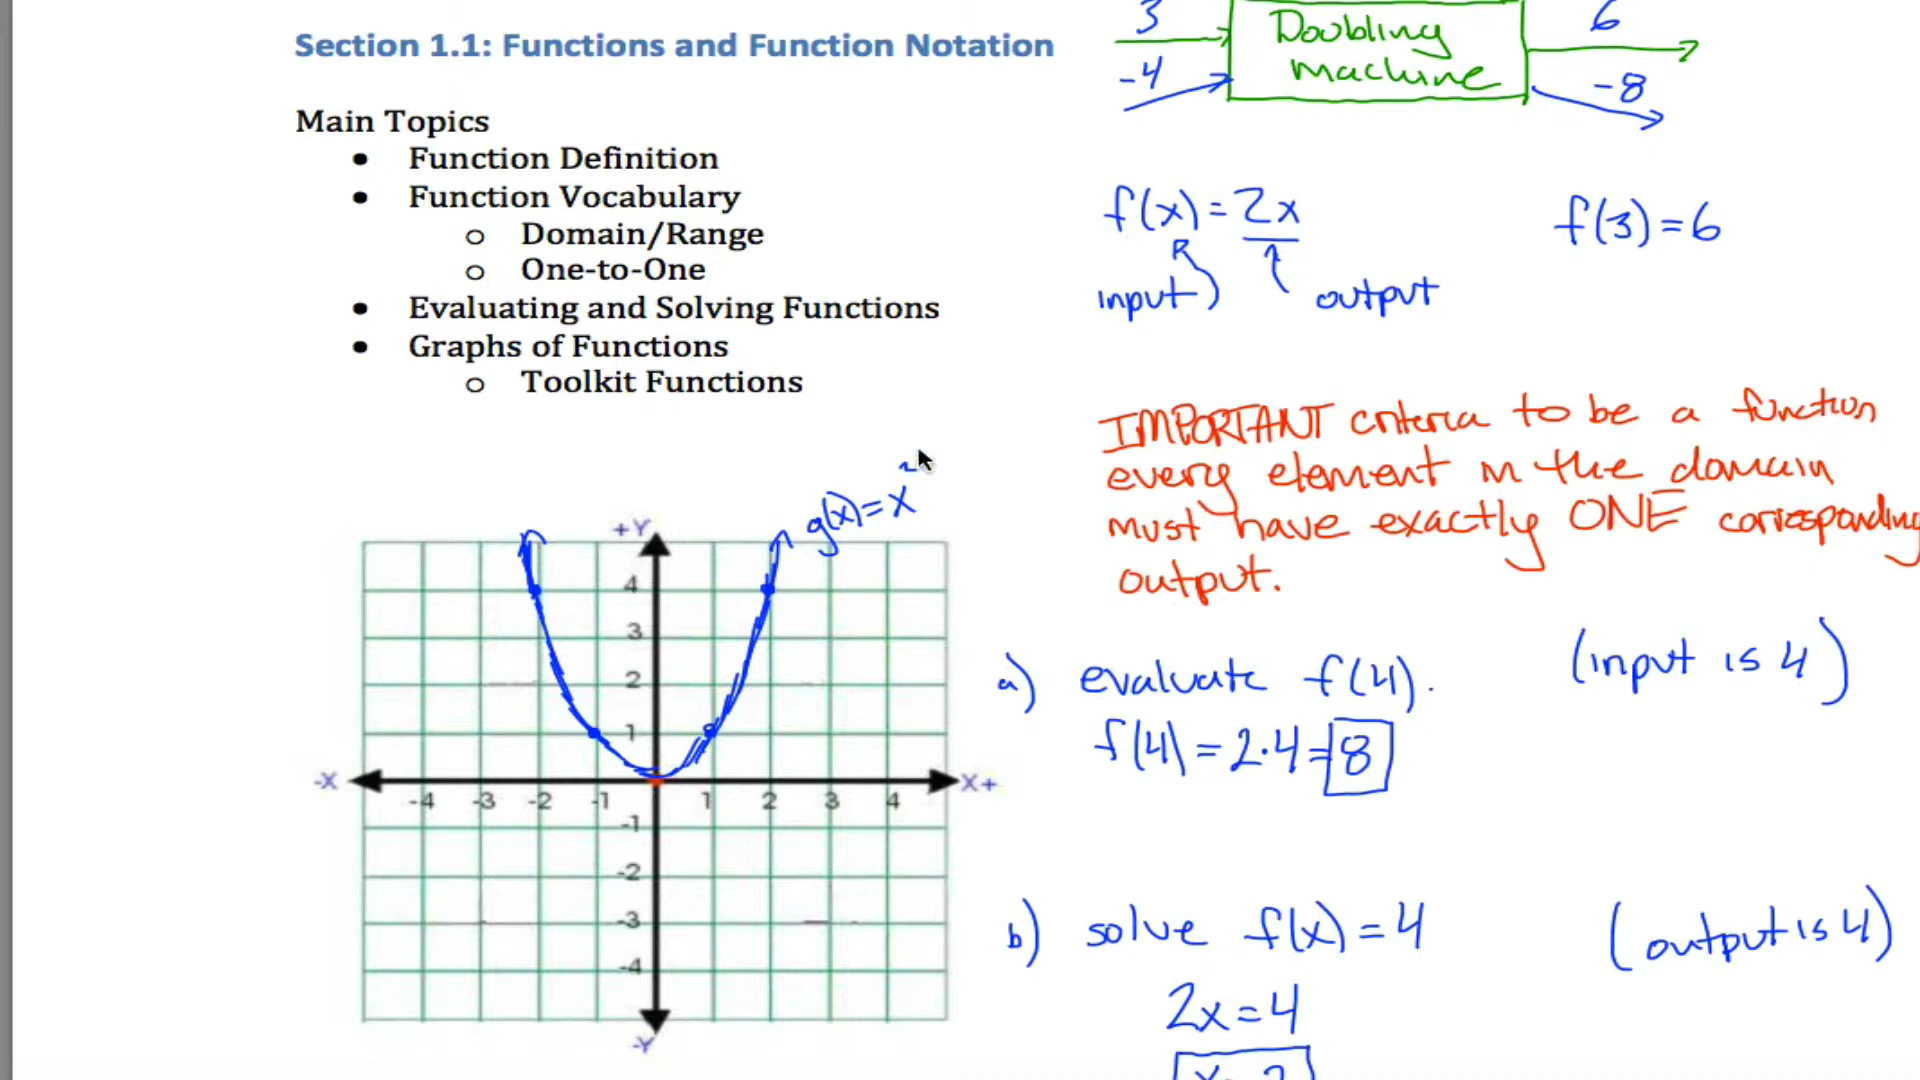 Section 1.1: Functions and Function Notation
Main Topics
• Function Definition
• Function Vocabulary
o Domain/Range
o One-to-One
• Evaluating and Solving Functions
• Graphs of Functions
o Toolkit Functions
3
-4
Doubling
Machine
6
-8
f(x) = 2x
f(3) = 6
input
output
IMPORTANT criteria to be a function
every element in the domain
must have exactly ONE corresponding
output.
g(x) = x²
+Y
4
3
2
1
-X
X+
-4 -3 -2 -1 1 2 3 4
-1
-2
-3
-4
-Y
a) evaluate f(4). (input is 4)
f(4) = 2·4 = 8
b) solve f(x) = 4 (output is 4)
2x = 4